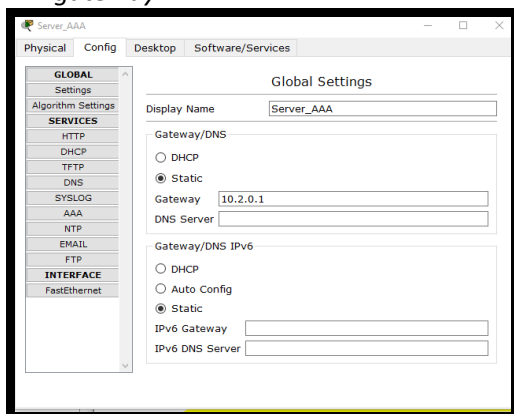 Server_AAA
Physical Config Desktop Software/Services
GLOBAL
Settings
Algorithm Settings
SERVICES
HTTP
DHCP
TFTP
DNS
SYSLOG
AAA
NTP
EMAIL
FTP
INTERFACE
FastEthernet
Global Settings
Display Name Server_AAA
Gateway/DNS
DHCP
Static
Gateway 10.2.0.1
DNS Server
Gateway/DNS IPv6
DHCP
Auto Config
Static
IPv6 Gateway
IPv6 DNS Server